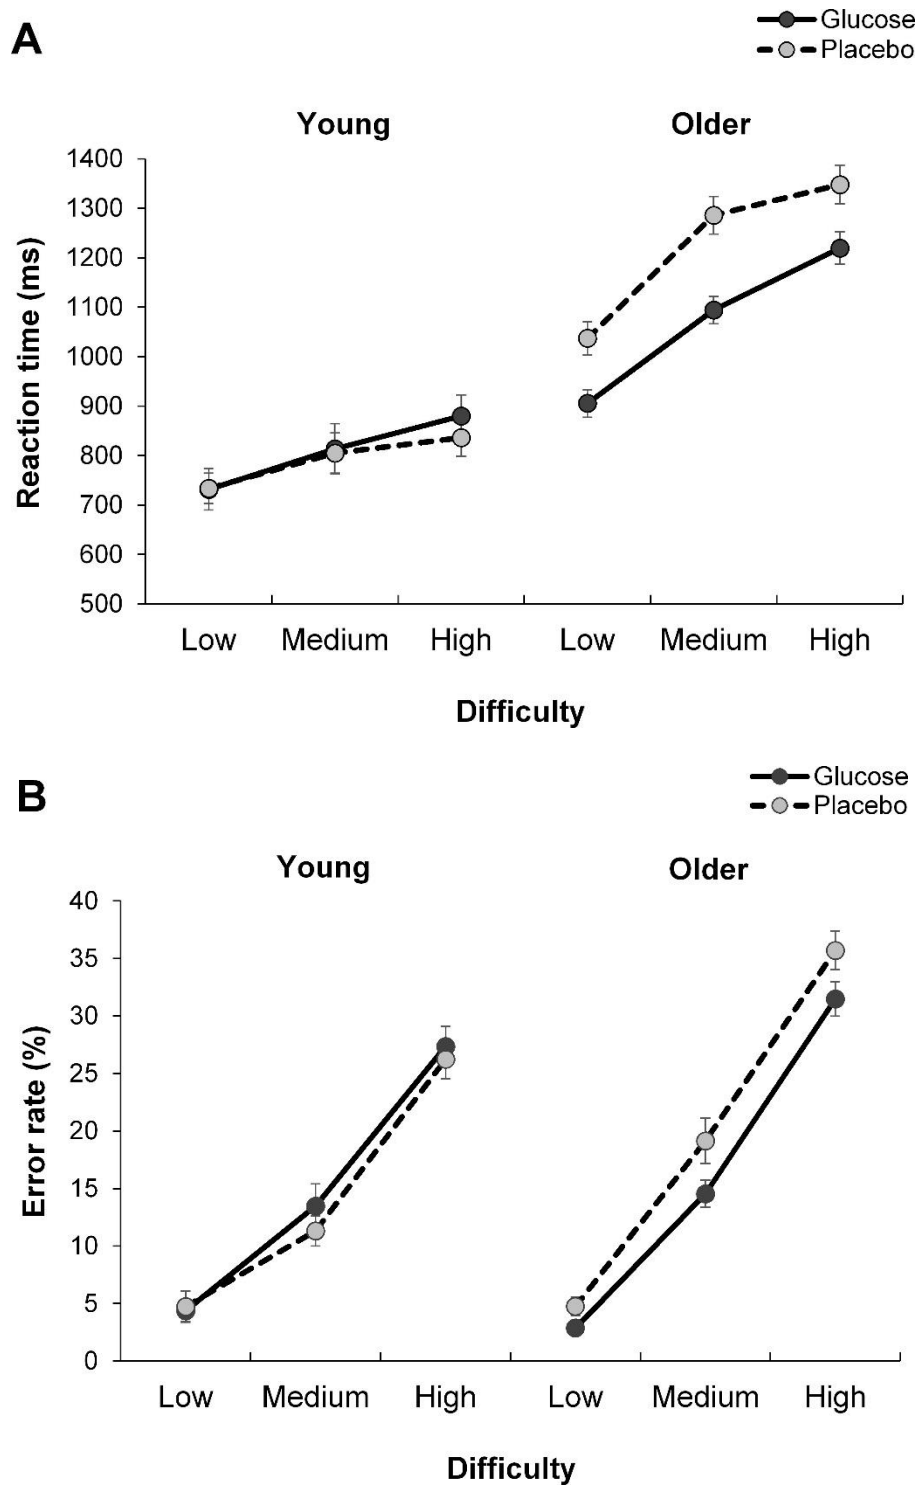 A
Glucose
Placebo
Young Older
1400
1300
1200
1100
1000
900
800
700
600
500
Reaction time (ms)
Low Medium High Low Medium High
Difficulty
B
Glucose
Placebo
Young Older
40
35
30
25
20
15
10
5
0
Error rate (%)
Low Medium High Low Medium High
Difficulty